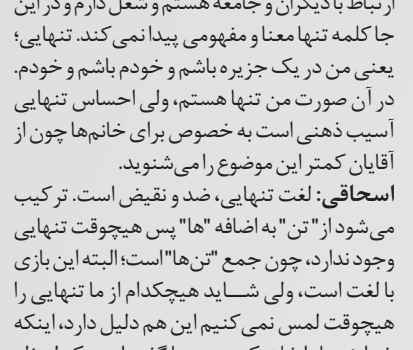 ارتباط با دیگران و جامعه هستم و شغل دارم و در این
جا کلمه تنها معنا و مفهومی پیدا نمی کند. تنهایی؛
یعنی من در یک جزیره باشم و خودم باشم و خودم.
در آن صورت من تنها هستم، ولی احساس تنهایی
آسیب ذهنی است به خصوص برای خانم‌ها چون از
آقایان کمتر این موضوع را می‌شنوید.
اسحاقی: لغت تنهایی، ضد و نقیض است. ترکیب
می‌شود از "تن" به اضافه "ها" پس هیچوقت تنهایی
وجود ندارد، چون جمع "تن‌ها" است؛ البته این بازی
با لغت است، ولی شاید هیچکدام از ما تنهایی را
هیچوقت لمس نمی کنیم این هم دلیل دارد، اینکه